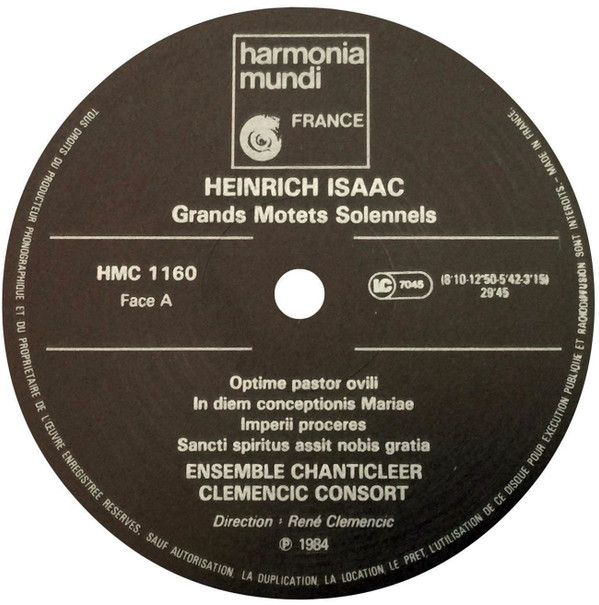 harmonia
mundi
FRANCE
HEINRICH ISAAC
Grands Motets Solennels
HMC 1160
Face A
LC 7045
(8'10-12'50-5'42-3'15)
29'45
Optime pastor ovili
In diem conceptionis Mariae
Imperii proceres
Sancti spiritus assit nobis gratia
ENSEMBLE CHANTICLEER
CLEMENCIC CONSORT
Direction : René Clemencic
℗ 1984
TOUS DROITS DU PRODUCTEUR PHONOGRAPHIQUE ET DU PROPRIETAIRE DE L'ŒUVRE ENREGISTREE RESERVES, SAUF AUTORISATION, LA DUPLICATION, LA LOCATION, LE PRET, L'UTILISATION DE CE DISQUE POUR EXECUTION PUBLIQUE ET RADIODIFFUSION SONT INTERDITS - MADE IN FRANCE.